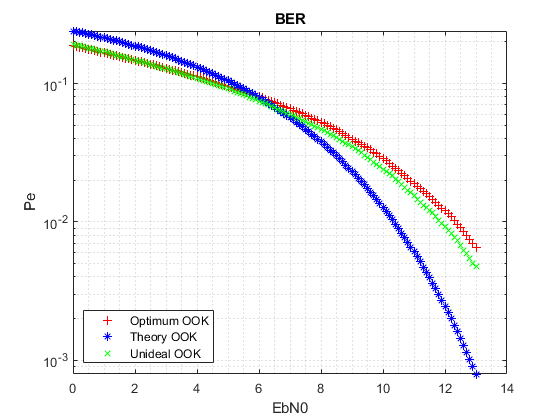 BER
Pe
10^-1
10^-2
10^-3
Optimum OOK
Theory OOK
Unideal OOK
0 2 4 6 8 10 12 14
EbN0